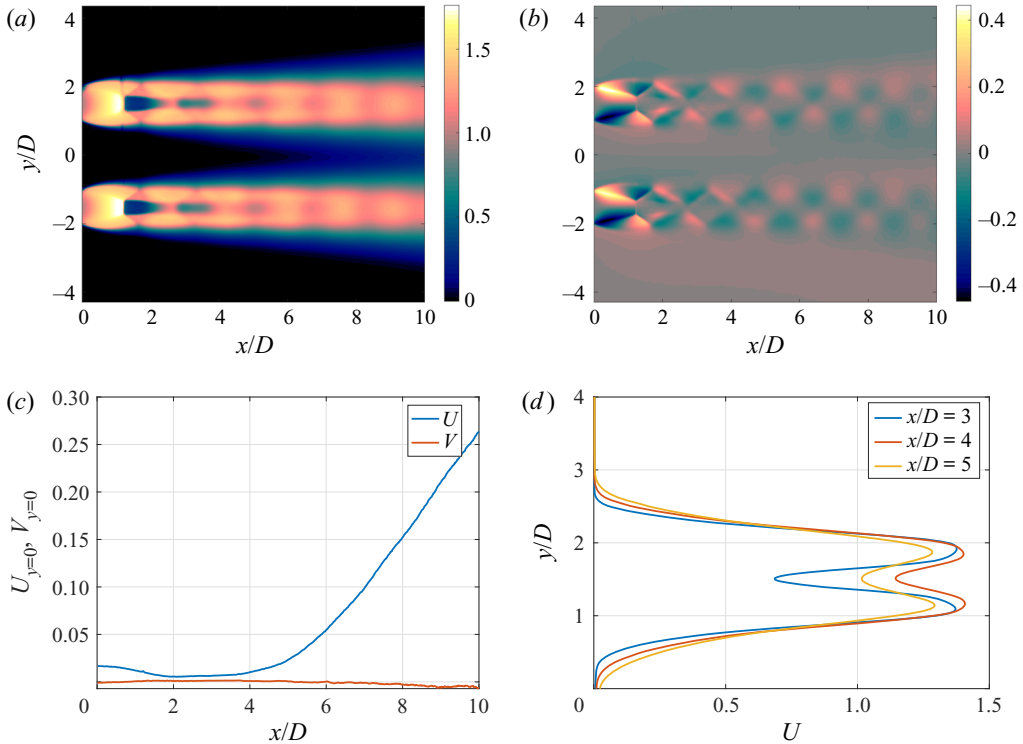 (a)
4
2
0
−2
−4
y/D
0 2 4 6 8 10
x/D
1.5
1.0
0.5
0
(b)
4
2
0
−2
−4
0 2 4 6 8 10
x/D
0.4
0.2
0
−0.2
−0.4
(c)
0.30
0.25
0.20
0.15
0.10
0.05
U y=0, V y=0
U
V
0 2 4 6 8 10
x/D
(d)
4
3
2
1
0
y/D
x/D = 3
x/D = 4
x/D = 5
0.5 1.0 1.5
U